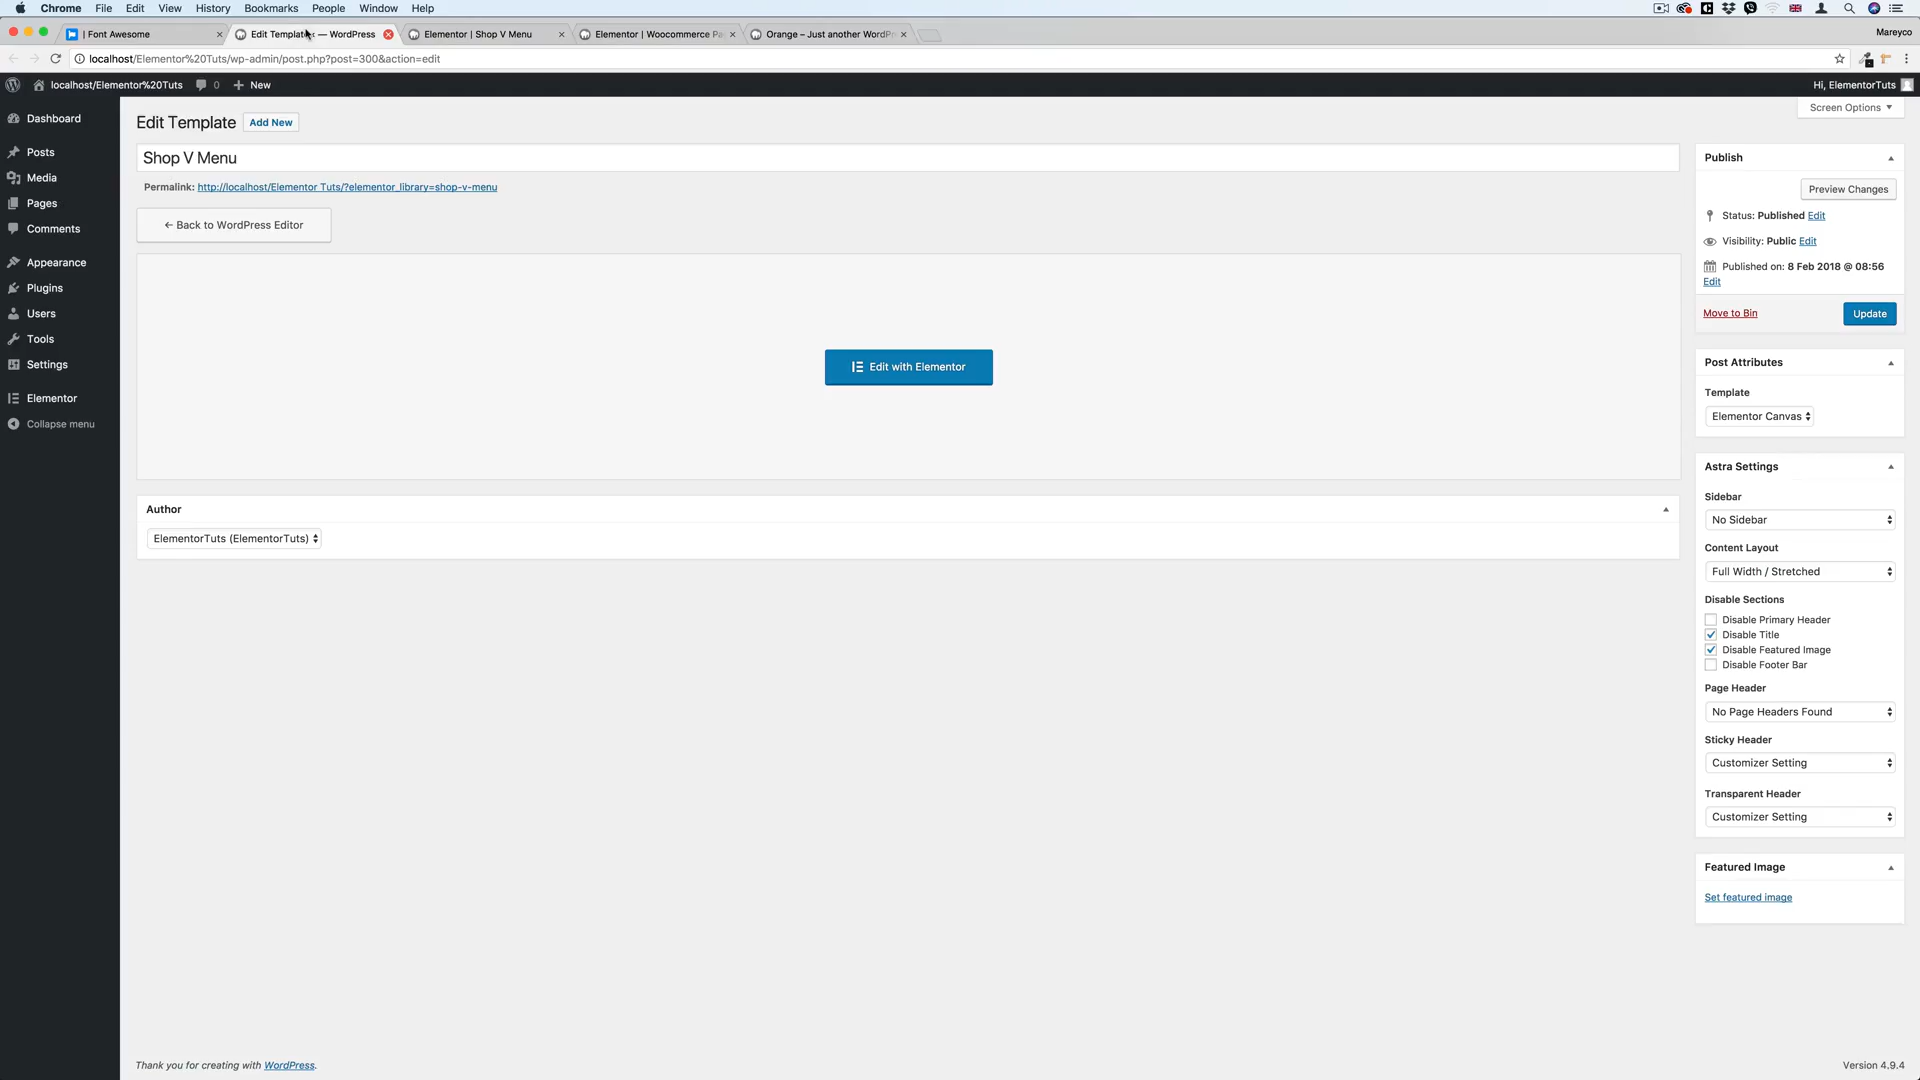 Chrome File Edit View History Bookmarks People Window Help
| Font Awesome
Edit Template — WordPress
Elementor | Shop V Menu
Elementor | Woocommerce Pa
Orange – Just another WordPr
Mareyco
localhost/Elementor%20Tuts/wp-admin/post.php?post=300&action=edit
localhost/Elementor%20Tuts 0 New
Hi, ElementorTuts
Dashboard
Posts
Media
Pages
Comments
Appearance
Plugins
Users
Tools
Settings
Elementor
Collapse menu
Screen Options
Edit Template Add New
Shop V Menu
Permalink: http://localhost/Elementor Tuts/?elementor_library=shop-v-menu
← Back to WordPress Editor
Edit with Elementor
Author
ElementorTuts (ElementorTuts)
Publish
Preview Changes
Status: Published Edit
Visibility: Public Edit
Published on: 8 Feb 2018 @ 08:56
Edit
Move to Bin Update
Post Attributes
Template
Elementor Canvas
Astra Settings
Sidebar
No Sidebar
Content Layout
Full Width / Stretched
Disable Sections
Disable Primary Header
Disable Title
Disable Featured Image
Disable Footer Bar
Page Header
No Page Headers Found
Sticky Header
Customizer Setting
Transparent Header
Customizer Setting
Featured Image
Set featured image
Thank you for creating with WordPress.
Version 4.9.4